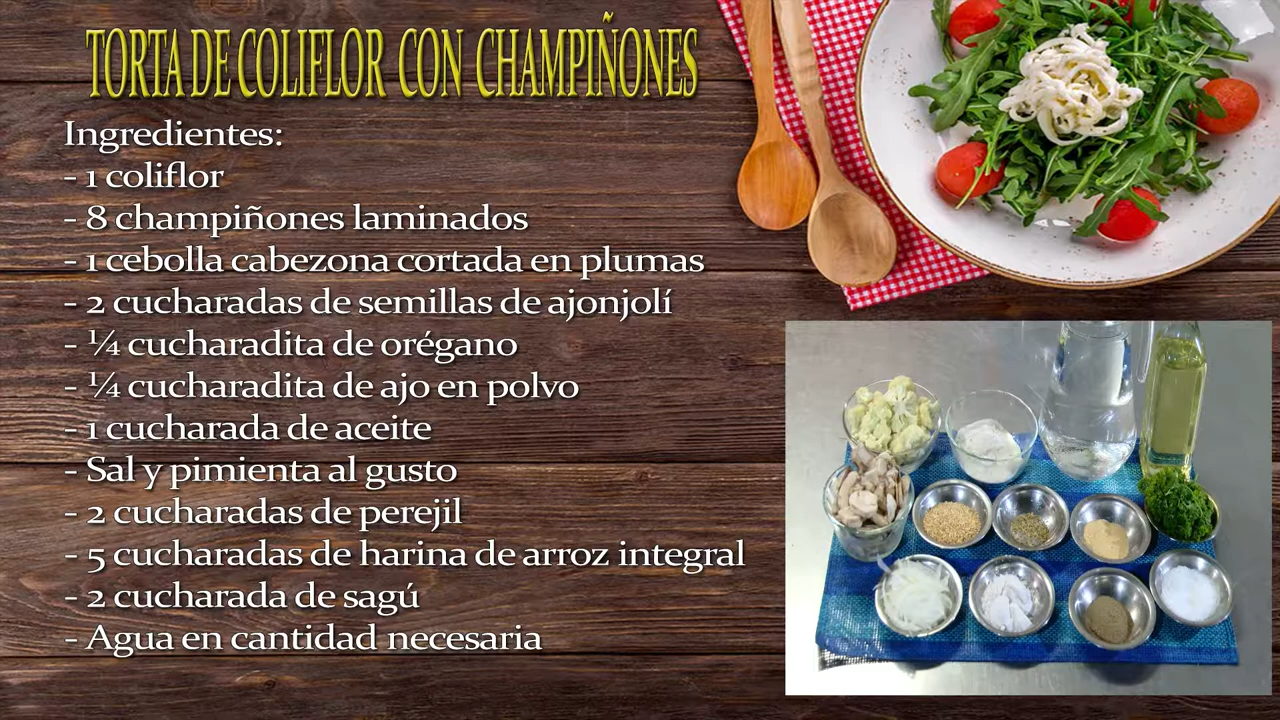 TORTA DE COLIFLOR CON CHAMPIÑONES
Ingredientes:
- 1 coliflor
- 8 champiñones laminados
- 1 cebolla cabezona cortada en plumas
- 2 cucharadas de semillas de ajonjolí
- ¼ cucharadita de orégano
- ¼ cucharadita de ajo en polvo
- 1 cucharada de aceite
- Sal y pimienta al gusto
- 2 cucharadas de perejil
- 5 cucharadas de harina de arroz integral
- 2 cucharada de sagú
- Agua en cantidad necesaria